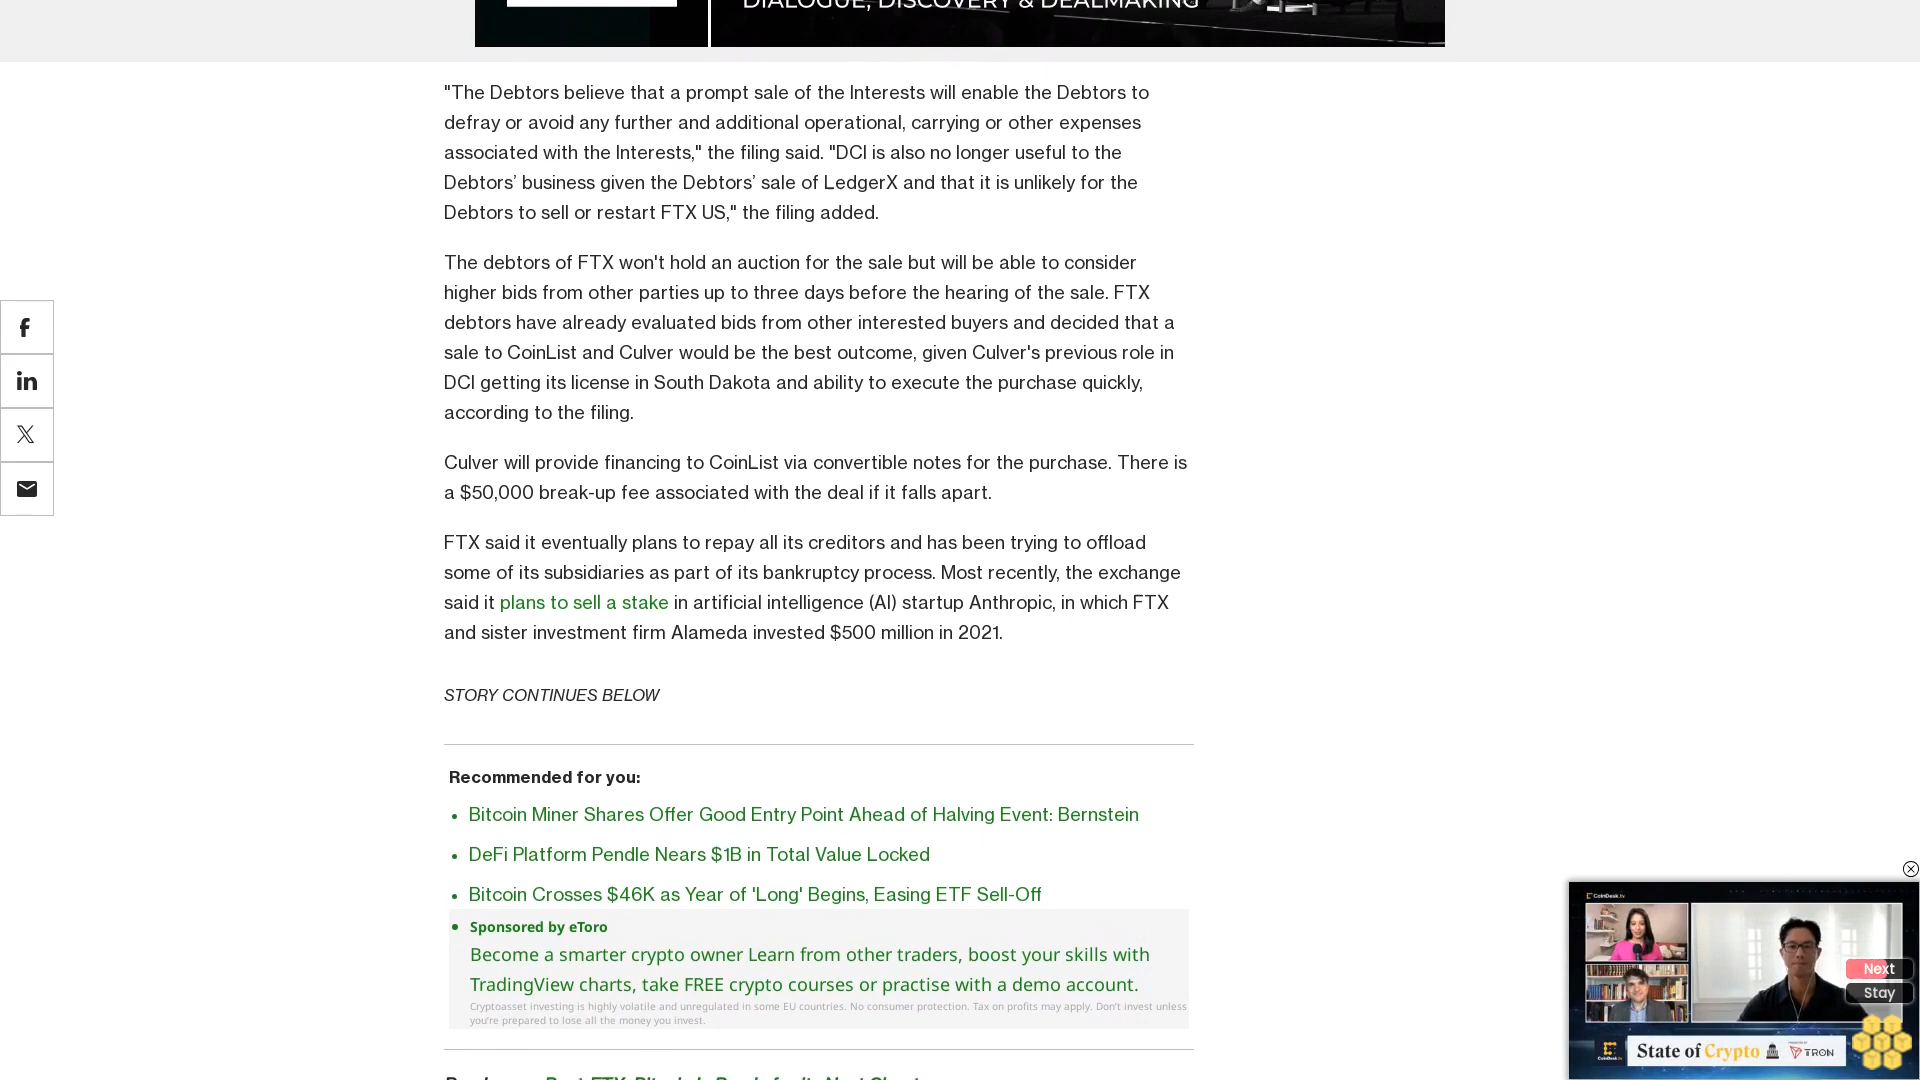 DIALOGUE, DISCOVERY & DEALMAKING
"The Debtors believe that a prompt sale of the Interests will enable the Debtors to
defray or avoid any further and additional operational, carrying or other expenses
associated with the Interests," the filing said. "DCI is also no longer useful to the
Debtors’ business given the Debtors’ sale of LedgerX and that it is unlikely for the
Debtors to sell or restart FTX US," the filing added.
The debtors of FTX won't hold an auction for the sale but will be able to consider
higher bids from other parties up to three days before the hearing of the sale. FTX
debtors have already evaluated bids from other interested buyers and decided that a
sale to CoinList and Culver would be the best outcome, given Culver's previous role in
DCI getting its license in South Dakota and ability to execute the purchase quickly,
according to the filing.
Culver will provide financing to CoinList via convertible notes for the purchase. There is
a $50,000 break-up fee associated with the deal if it falls apart.
FTX said it eventually plans to repay all its creditors and has been trying to offload
some of its subsidiaries as part of its bankruptcy process. Most recently, the exchange
said it plans to sell a stake in artificial intelligence (AI) startup Anthropic, in which FTX
and sister investment firm Alameda invested $500 million in 2021.
STORY CONTINUES BELOW
Recommended for you:
• Bitcoin Miner Shares Offer Good Entry Point Ahead of Halving Event: Bernstein
• DeFi Platform Pendle Nears $1B in Total Value Locked
• Bitcoin Crosses $46K as Year of 'Long' Begins, Easing ETF Sell-Off
• Sponsored by eToro
Become a smarter crypto owner Learn from other traders, boost your skills with
TradingView charts, take FREE crypto courses or practise with a demo account.
Cryptoasset investing is highly volatile and unregulated in some EU countries. No consumer protection. Tax on profits may apply. Don’t invest unless
you’re prepared to lose all the money you invest.
CoinDesk tv
Next
Stay
CoinDesk tv
State of Crypto
TRON